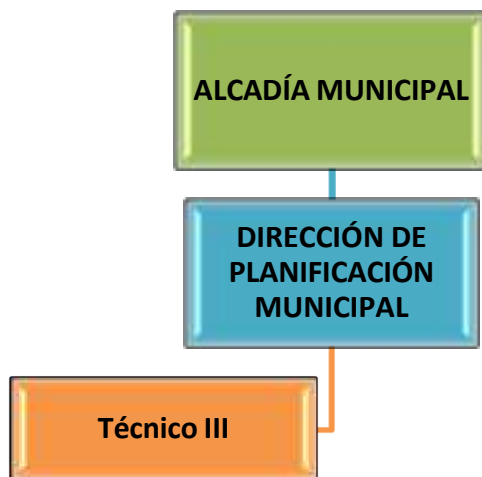 ALCADÍA MUNICIPAL
DIRECCIÓN DE
PLANIFICACIÓN
MUNICIPAL
Técnico III